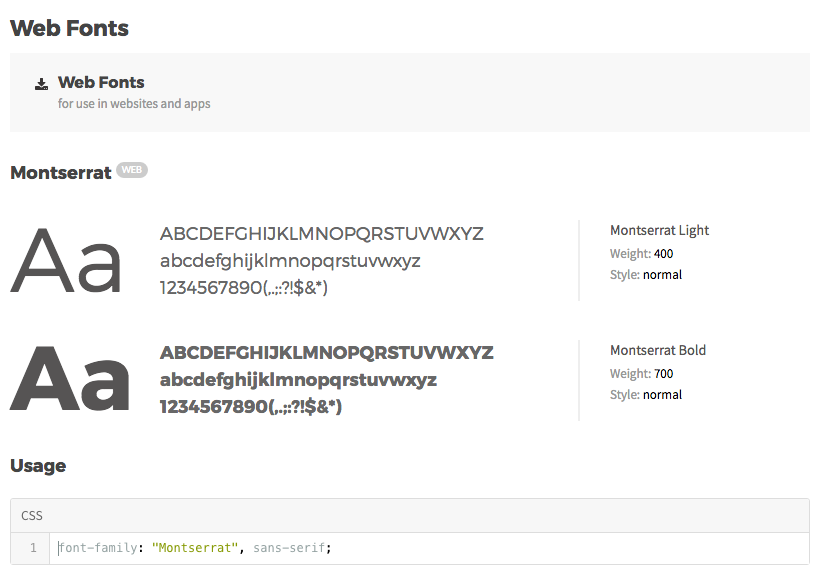 Web Fonts
Web Fonts
for use in websites and apps
Montserrat WEB
Aa
ABCDEFGHIJKLMNOPQRSTUVWXYZ
abcdefghijklmnopqrstuvwxyz
1234567890(,.;:?!$&*)
Montserrat Light
Weight: 400
Style: normal
Aa
ABCDEFGHIJKLMNOPQRSTUVWXYZ
abcdefghijklmnopqrstuvwxyz
1234567890(,.;:?!$&*)
Montserrat Bold
Weight: 700
Style: normal
Usage
CSS
1 font-family: "Montserrat", sans-serif;